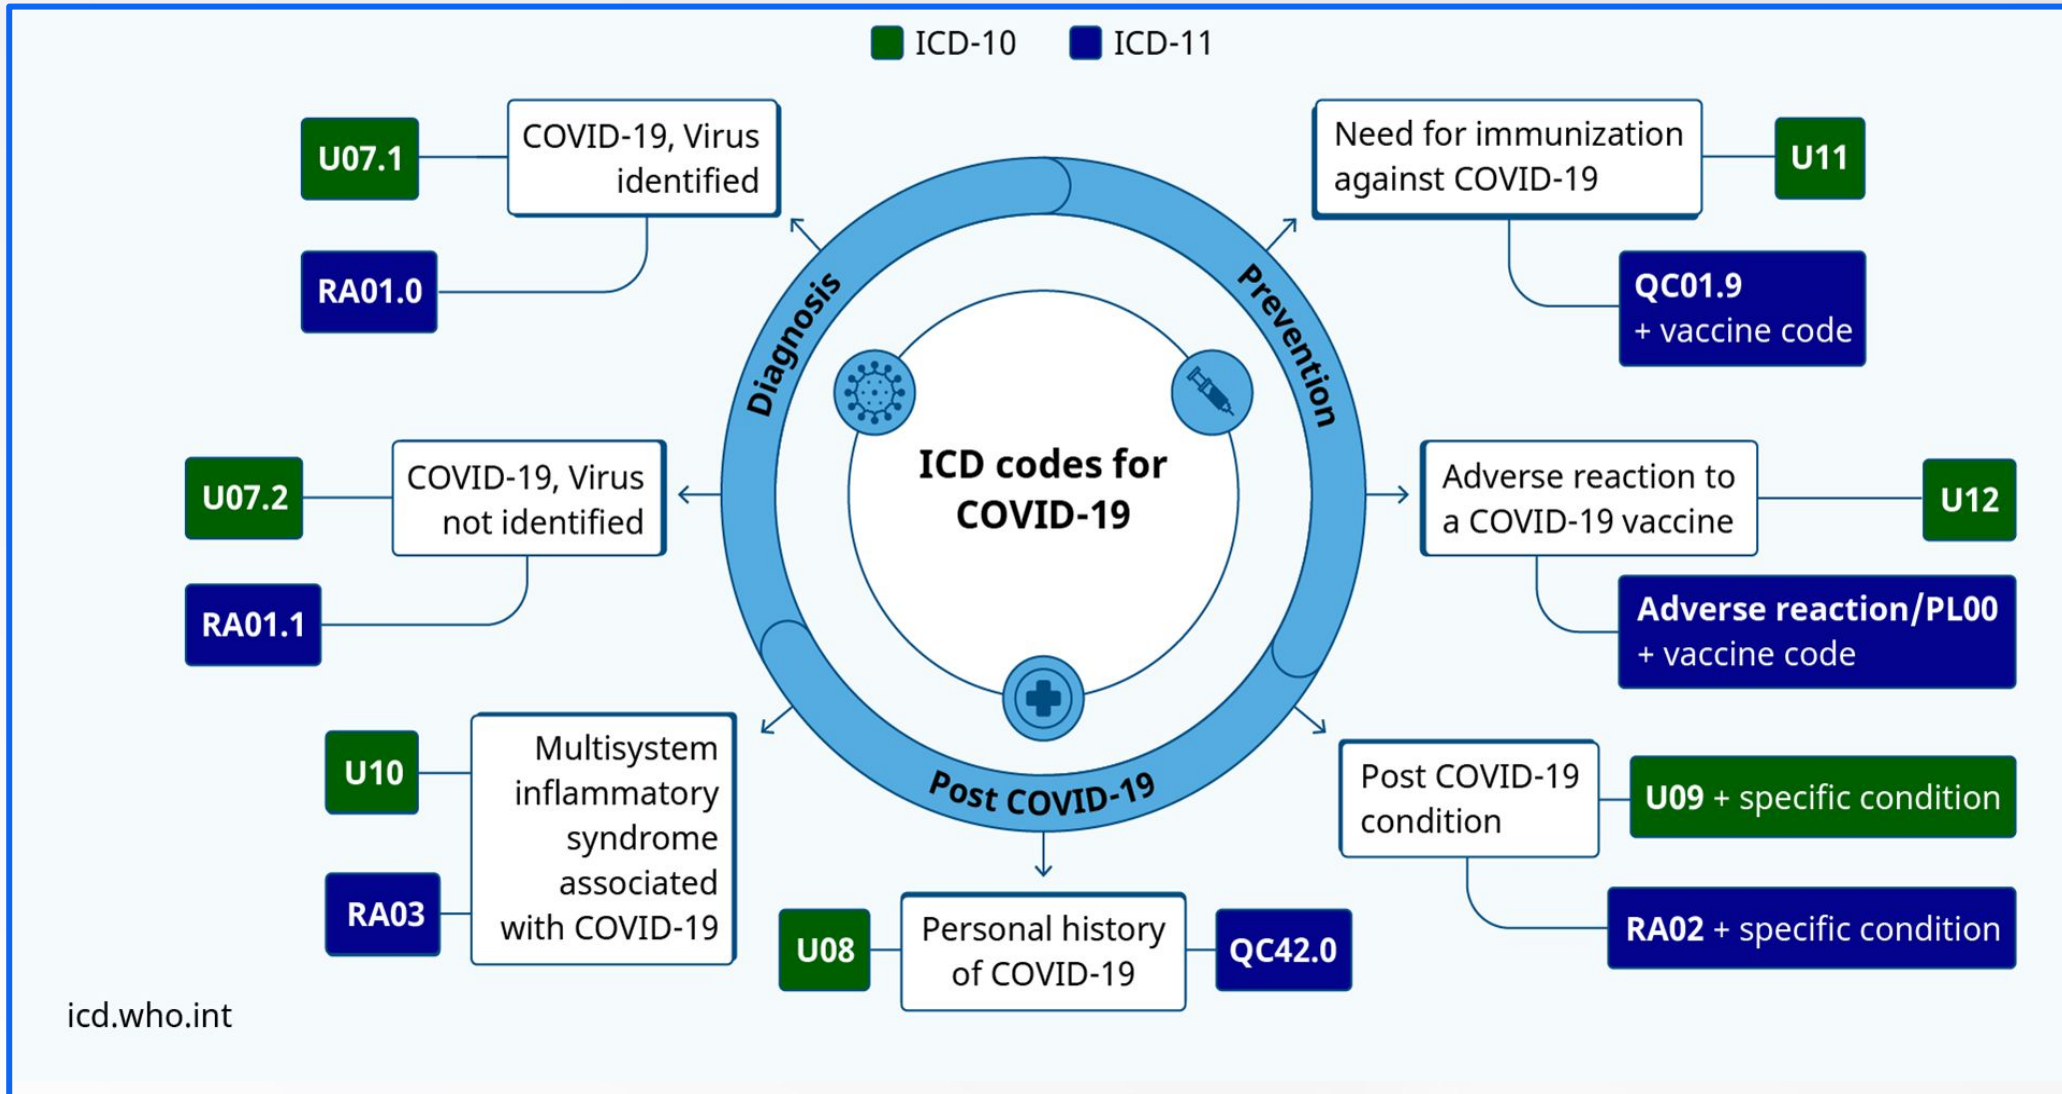 ICD-10
ICD-11
U07.1
COVID-19, Virus
identified
RA01.0
Need for immunization
against COVID-19
U11
QC01.9
+ vaccine code
Diagnosis
Prevention
ICD codes for
COVID-19
U07.2
COVID-19, Virus
not identified
RA01.1
Adverse reaction to
a COVID-19 vaccine
U12
Adverse reaction/PL00
+ vaccine code
U10
Multisystem
inflammatory
syndrome
associated
with COVID-19
RA03
Post COVID-19
Post COVID-19
condition
U09 + specific condition
RA02 + specific condition
U08
Personal history
of COVID-19
QC42.0
icd.who.int